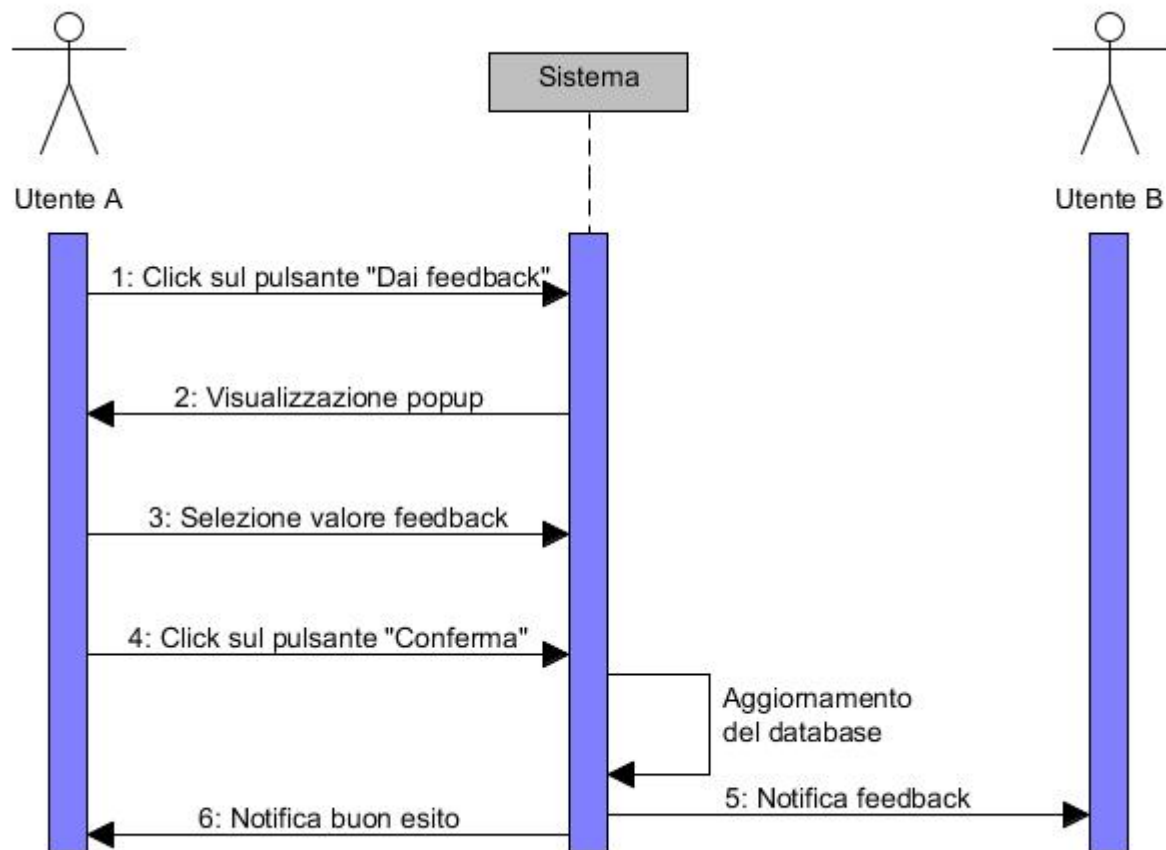 Sistema
Utente A
Utente B
1: Click sul pulsante "Dai feedback"
2: Visualizzazione popup
3: Selezione valore feedback
4: Click sul pulsante "Conferma"
Aggiornamento
del database
5: Notifica feedback
6: Notifica buon esito